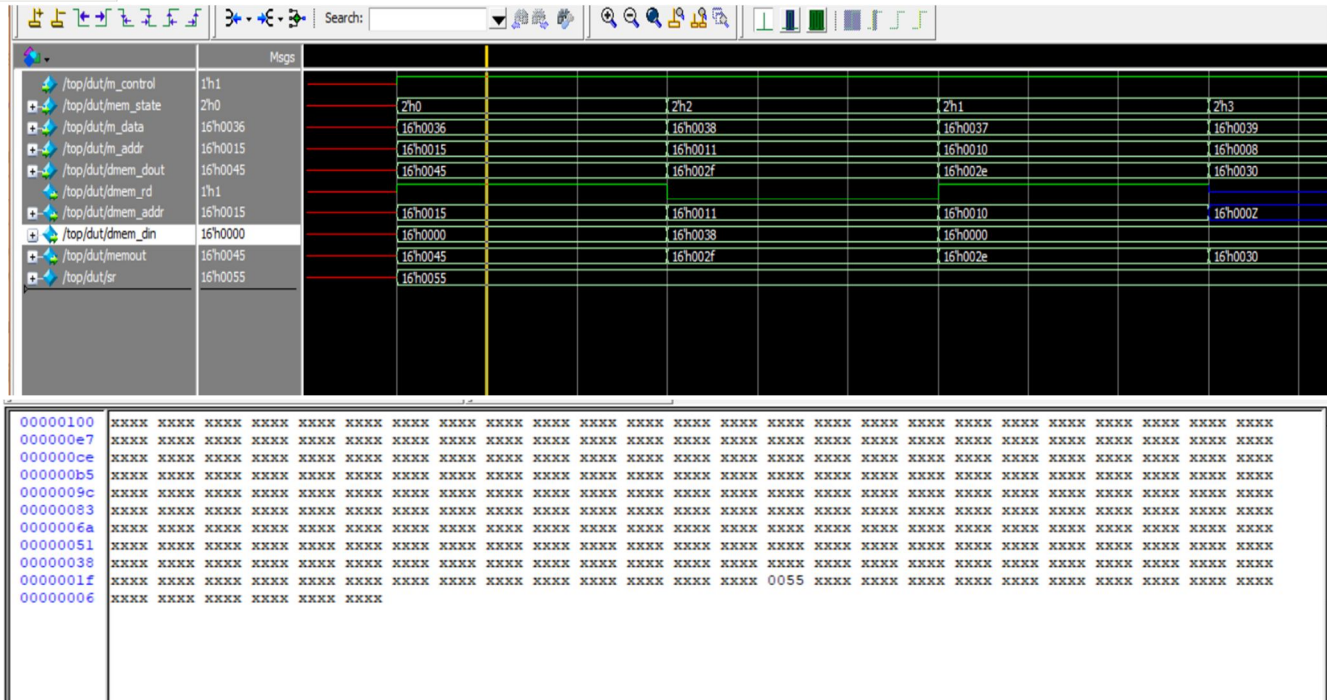 Search:
Msgs
/top/dut/m_control 1'h1
/top/dut/mem_state 2'h0 2'h0 2'h2 2'h1 2'h3
/top/dut/m_data 16'h0036 16'h0036 16'h0038 16'h0037 16'h0039
/top/dut/m_addr 16'h0015 16'h0015 16'h0011 16'h0010 16'h0008
/top/dut/dmem_dout 16'h0045 16'h0045 16'h002f 16'h002e 16'h0030
/top/dut/dmem_rd 1'h1
/top/dut/dmem_addr 16'h0015 16'h0015 16'h0011 16'h0010 16'h000Z
/top/dut/dmem_din 16'h0000 16'h0000 16'h0038 16'h0000
/top/dut/memout 16'h0045 16'h0045 16'h002f 16'h002e 16'h0030
/top/dut/sr 16'h0055 16'h0055
00000100 xxxx xxxx xxxx xxxx xxxx xxxx xxxx xxxx xxxx xxxx xxxx xxxx xxxx xxxx xxxx xxxx xxxx xxxx xxxx xxxx xxxx xxxx xxxx xxxx xxxx
000000e7 xxxx xxxx xxxx xxxx xxxx xxxx xxxx xxxx xxxx xxxx xxxx xxxx xxxx xxxx xxxx xxxx xxxx xxxx xxxx xxxx xxxx xxxx xxxx xxxx xxxx
000000ce xxxx xxxx xxxx xxxx xxxx xxxx xxxx xxxx xxxx xxxx xxxx xxxx xxxx xxxx xxxx xxxx xxxx xxxx xxxx xxxx xxxx xxxx xxxx xxxx xxxx
000000b5 xxxx xxxx xxxx xxxx xxxx xxxx xxxx xxxx xxxx xxxx xxxx xxxx xxxx xxxx xxxx xxxx xxxx xxxx xxxx xxxx xxxx xxxx xxxx xxxx xxxx
0000009c xxxx xxxx xxxx xxxx xxxx xxxx xxxx xxxx xxxx xxxx xxxx xxxx xxxx xxxx xxxx xxxx xxxx xxxx xxxx xxxx xxxx xxxx xxxx xxxx xxxx
00000083 xxxx xxxx xxxx xxxx xxxx xxxx xxxx xxxx xxxx xxxx xxxx xxxx xxxx xxxx xxxx xxxx xxxx xxxx xxxx xxxx xxxx xxxx xxxx xxxx xxxx
0000006a xxxx xxxx xxxx xxxx xxxx xxxx xxxx xxxx xxxx xxxx xxxx xxxx xxxx xxxx xxxx xxxx xxxx xxxx xxxx xxxx xxxx xxxx xxxx xxxx xxxx
00000051 xxxx xxxx xxxx xxxx xxxx xxxx xxxx xxxx xxxx xxxx xxxx xxxx xxxx xxxx xxxx xxxx xxxx xxxx xxxx xxxx xxxx xxxx xxxx xxxx xxxx
00000038 xxxx xxxx xxxx xxxx xxxx xxxx xxxx xxxx xxxx xxxx xxxx xxxx xxxx xxxx xxxx xxxx xxxx xxxx xxxx xxxx xxxx xxxx xxxx xxxx xxxx
0000001f xxxx xxxx xxxx xxxx xxxx xxxx xxxx xxxx xxxx xxxx xxxx xxxx xxxx xxxx 0055 xxxx xxxx xxxx xxxx xxxx xxxx xxxx xxxx xxxx xxxx
00000006 xxxx xxxx xxxx xxxx xxxx xxxx